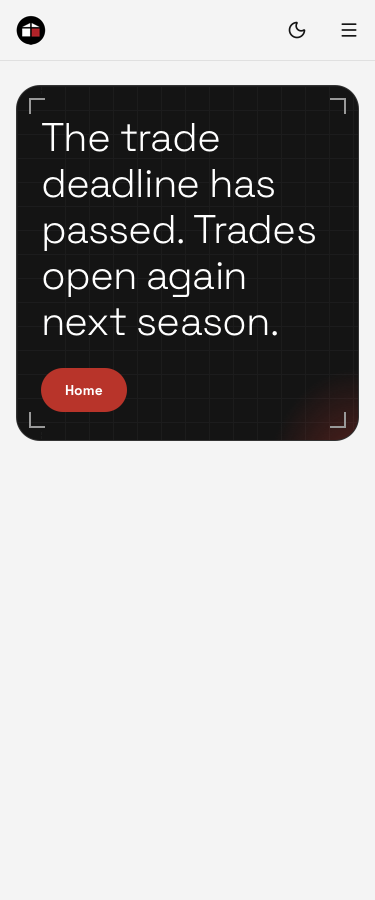 The trade
deadline has
passed. Trades
open again
next season.
Home